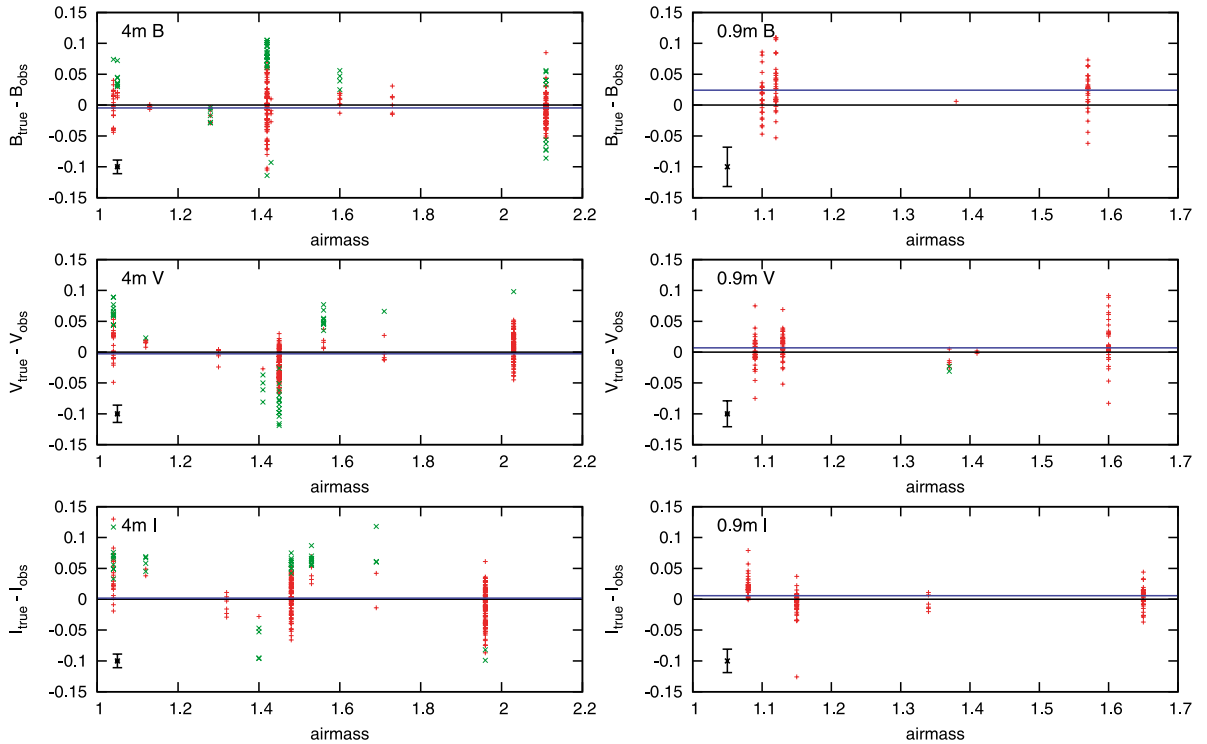 4m B
B_true - B_obs
0.15
0.1
0.05
0
-0.05
-0.1
-0.15
1 1.2 1.4 1.6 1.8 2 2.2
airmass
0.9m B
B_true - B_obs
0.15
0.1
0.05
0
-0.05
-0.1
-0.15
1 1.1 1.2 1.3 1.4 1.5 1.6 1.7
airmass
4m V
V_true - V_obs
0.15
0.1
0.05
0
-0.05
-0.1
-0.15
1 1.2 1.4 1.6 1.8 2 2.2
airmass
0.9m V
V_true - V_obs
0.15
0.1
0.05
0
-0.05
-0.1
-0.15
1 1.1 1.2 1.3 1.4 1.5 1.6 1.7
airmass
4m I
I_true - I_obs
0.15
0.1
0.05
0
-0.05
-0.1
-0.15
1 1.2 1.4 1.6 1.8 2 2.2
airmass
0.9m I
I_true - I_obs
0.15
0.1
0.05
0
-0.05
-0.1
-0.15
1 1.1 1.2 1.3 1.4 1.5 1.6 1.7
airmass